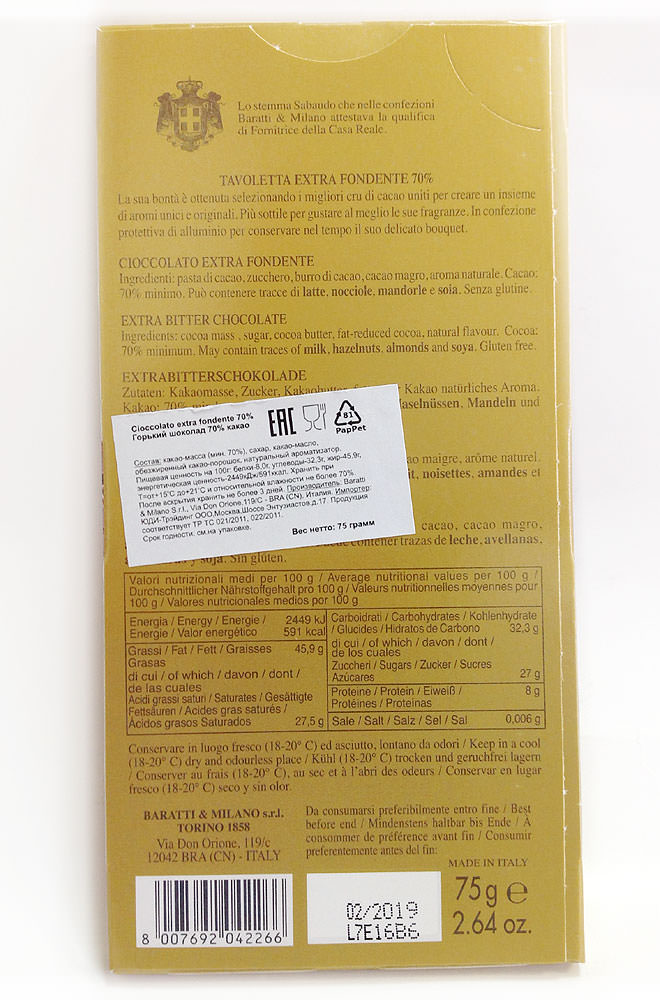 Lo stemma Sabaudo che nelle confezioni
Baratti & Milano attestava la qualifica
di Fornitrice della Casa Reale.
TAVOLETTA EXTRA FONDENTE 70%
La sua bontà è ottenuta selezionando i migliori cru di cacao uniti per creare un insieme
di aromi unici e originali. Più sottile per gustare al meglio le sue fragranze. In confezione
protettiva di alluminio per conservare nel tempo il suo delicato bouquet.
CIOCCOLATO EXTRA FONDENTE
Ingredienti: pasta di cacao, zucchero, burro di cacao, cacao magro, aroma naturale. Cacao:
70% minimo. Può contenere tracce di latte, nocciole, mandorle e soia. Senza glutine.
EXTRA BITTER CHOCOLATE
Ingredients: cocoa mass , sugar, cocoa butter, fat-reduced cocoa, natural flavour. Cocoa:
70% minimum. May contain traces of milk, hazelnuts, almonds and soya. Gluten free.
EXTRABITTERSCHOKOLADE
Zutaten: Kakaomasse, Zucker, Kakaobutter, Kakao natürliches Aroma.
Kakao: 70% Haselnüssen, Mandeln und
Cioccolato extra fondente 70%
Горький шоколад 70% какао
EAC
81
PapPet
Состав: какао-масса (мин. 70%), сахар, какао-масло,
обезжиренный какао-порошок, натуральный ароматизатор.
Пищевая ценность на 100г: белки-8,0г, углеводы-32,3г, жир-45,9г,
энергетическая ценность-2449кДж/591ккал. Хранить при
Т=от+15°С до+21°С и относительной влажности не более 70%.
После вскрытия хранить не более 3 дней. Производитель: Baratti
& Milano S.r.l., Via Don Orione,119/C - BRA (CN), Италия. Импортер:
ЮДИ-Трэйдинг ООО,Москва,Шоссе Энтузиастов,д.17. Продукция
соответствует ТР ТС 021/2011, 022/2011.
Срок годности: см.на упаковке.
Вес нетто: 75 грамм
maigre, arôme naturel.
noisettes, amandes et
cacao, cacao magro,
contener trazas de leche, avellanas,
y soja. Sin gluten.
Valori nutrizionali medi per 100 g / Average nutritional values per 100 g /
Durchschnittlicher Nährstoffgehalt pro 100 g / Valeurs nutritionnelles moyennes pour
100 g / Valores nutricionales medios por 100 g
Energia / Energy / Energie / 2449 kJ
Energie / Valor energético 591 kcal
Grassi / Fat / Fett / Graisses 45,9 g
Grasas
di cui / of which / davon / dont /
de las cuales
Acidi grassi saturi / Saturates / Gesättigte
Fettsäuren / Acides gras saturés /
Ácidos grasos Saturados 27,5 g
Carboidrati / Carbohydrates / Kohlenhydrate
/ Glucides / Hidratos de Carbono 32,3 g
di cui / of which / davon / dont /
de los cuales
Zuccheri / Sugars / Zucker / Sucres
Azúcares 27 g
Proteine / Protein / Eiweiß / 8 g
Protéines / Proteínas
Sale / Salt / Salz / Sel / Sal 0,006 g
Conservare in luogo fresco (18-20° C) ed asciutto, lontano da odori / Keep in a cool
(18-20° C) dry and odourless place / Kühl (18-20° C) trocken und geruchfrei lagern
/ Conserver au frais (18-20° C), au sec et à l'abri des odeurs / Conservar en lugar
fresco (18-20° C) seco y sin olor.
BARATTI & MILANO s.r.l.
TORINO 1858
Via Don Orione, 119/c
12042 BRA (CN) - ITALY
Da consumarsi preferibilmente entro fine / Best
before end / Mindenstens haltbar bis Ende / A
consommer de préférence avant fin / Consumir
preferentemente antes del fin:
MADE IN ITALY
8 007692 042266
02/2019
L7E16B6
75g e
2.64 oz.